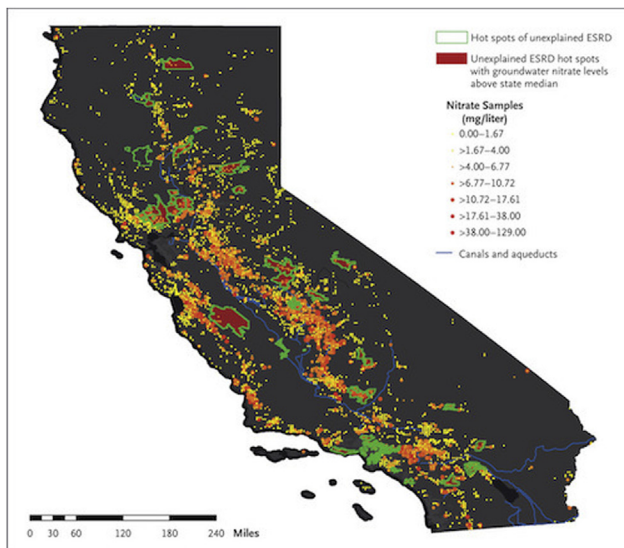 Hot spots of unexplained ESRD
Unexplained ESRD hot spots
with groundwater nitrate levels
above state median
Nitrate Samples
(mg/liter)
0.00–1.67
>1.67–4.00
>4.00–6.77
>6.77–10.72
>10.72–17.61
>17.61–38.00
>38.00–129.00
Canals and aqueducts
0 30 60 120 180 240 Miles